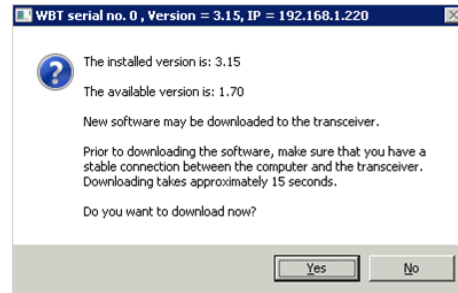 WBT serial no. 0 , Version = 3.15, IP = 192.168.1.220
The installed version is: 3.15
The available version is: 1.70
New software may be downloaded to the transceiver.
Prior to downloading the software, make sure that you have a
stable connection between the computer and the transceiver.
Downloading takes approximately 15 seconds.
Do you want to download now?
Yes
No